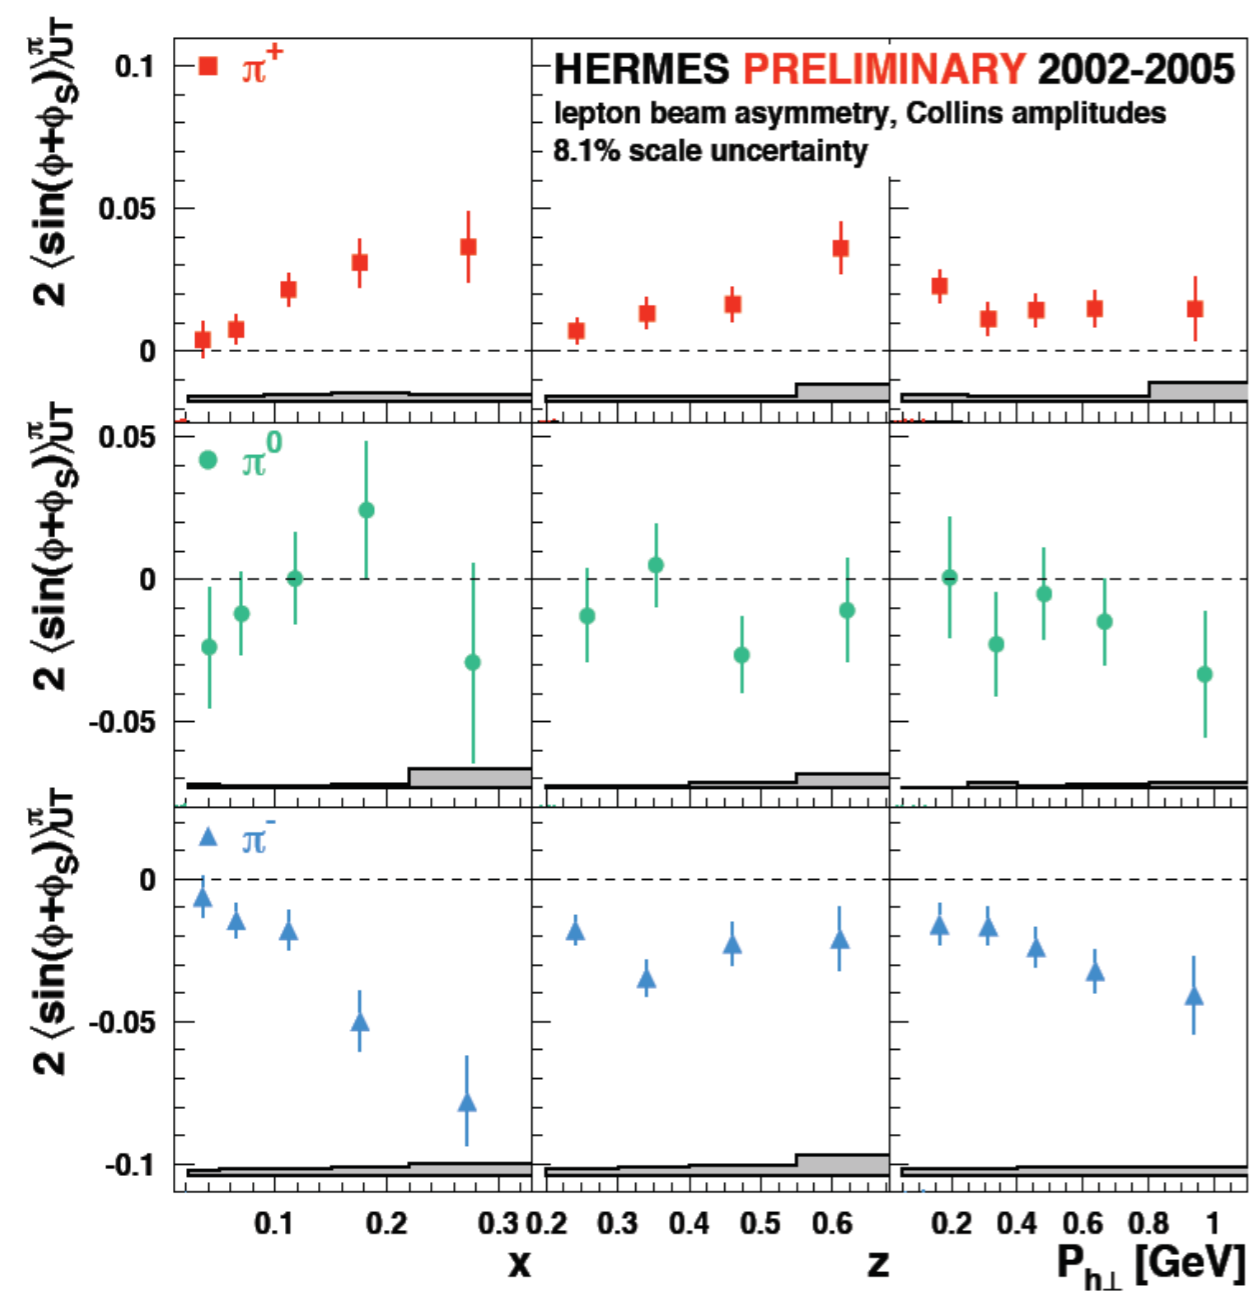 2 ⟨sin(ϕ+ϕS)⟩πUT
0.1
0.05
0
π+
HERMES PRELIMINARY 2002-2005
lepton beam asymmetry, Collins amplitudes
8.1% scale uncertainty
2 ⟨sin(ϕ+ϕS)⟩πUT
0.05
0
-0.05
π0
2 ⟨sin(ϕ+ϕS)⟩πUT
0
-0.05
-0.1
π-
0.1 0.2 0.3 0.2 0.3 0.4 0.5 0.6 0.2 0.4 0.6 0.8 1
x z Ph⊥ [GeV]